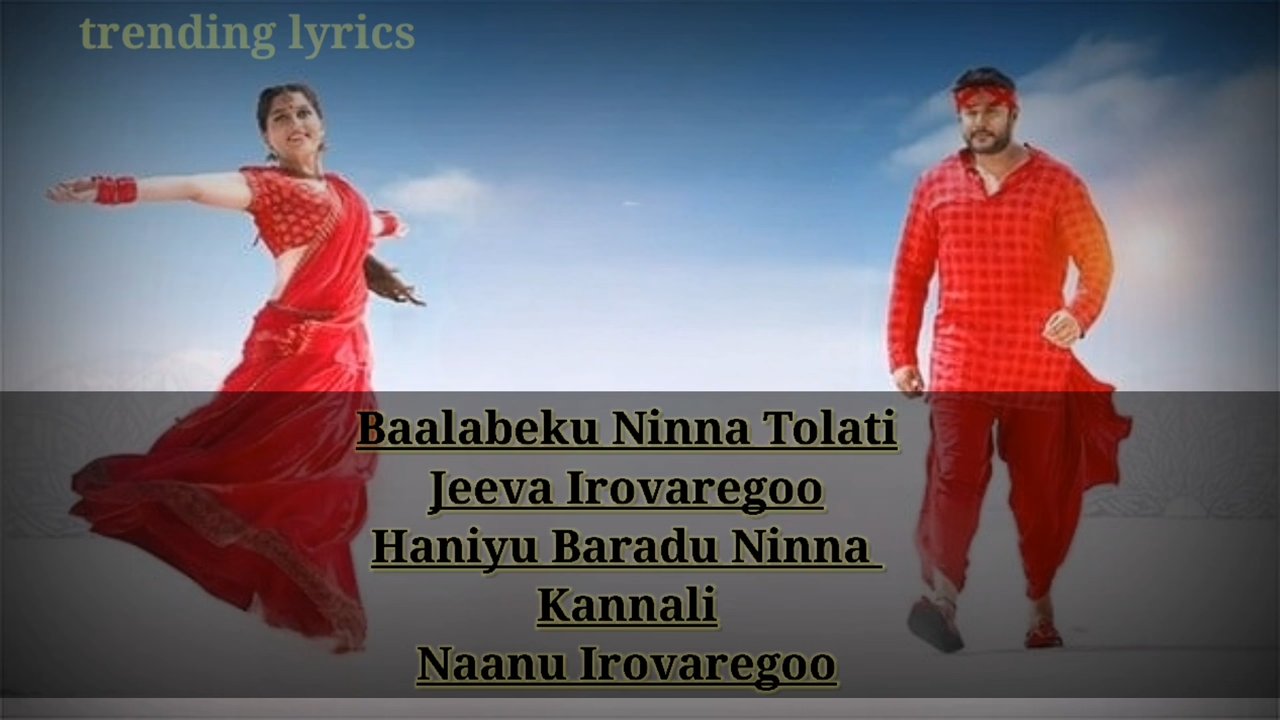 trending lyrics
Baalabeku Ninna Tolati
Jeeva Irovaregoo
Haniyu Baradu Ninna
Kannali
Naanu Irovaregoo